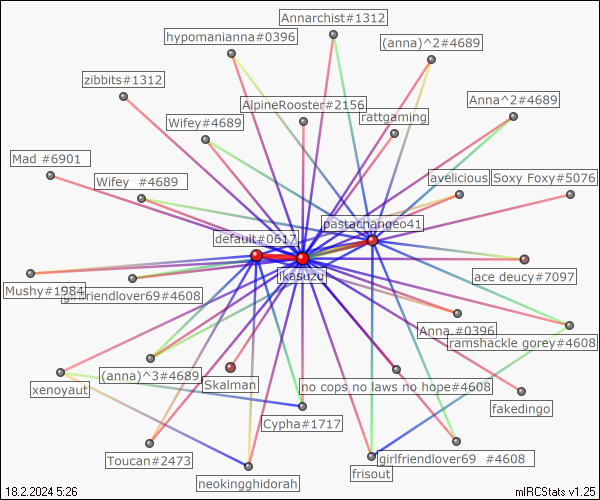 Annarchist#1312
hypomanianna#0396
(anna)^2#4689
zibbits#1312
AlpineRooster#2156
Anna^2#4689
Wifey#4689
rattgaming
Mad #6901
Wifey #4689
avelicious
Soxy Foxy#5076
pastachangeo41
default#0617
ikasuzu
ace deucy#7097
Mushy#1984
girlfriendlover69#4608
Anna.#0396
ramshackle gorey#4608
(anna)^3#4689
Skalman
no cops no laws no hope#4608
xenoyaut
fakedingo
Cypha#1717
Toucan#2473
girlfriendlover69 #4608
neokingghidorah
frisout
18.2.2024 5:26
mIRCStats v1.25